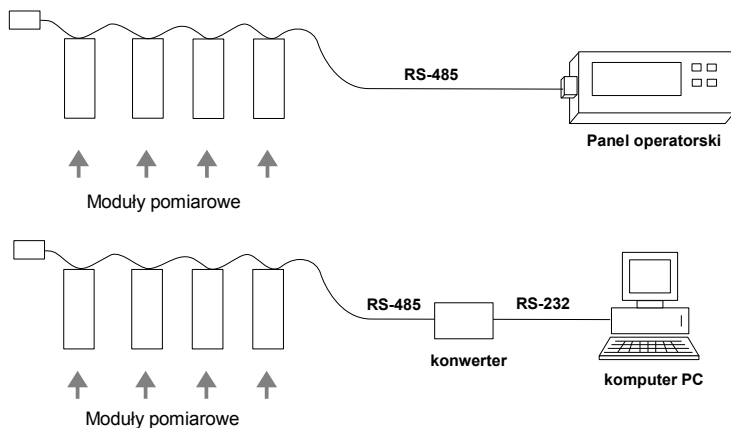 RS-485
Panel operatorski
Moduły pomiarowe
RS-485
RS-232
konwerter
komputer PC
Moduły pomiarowe